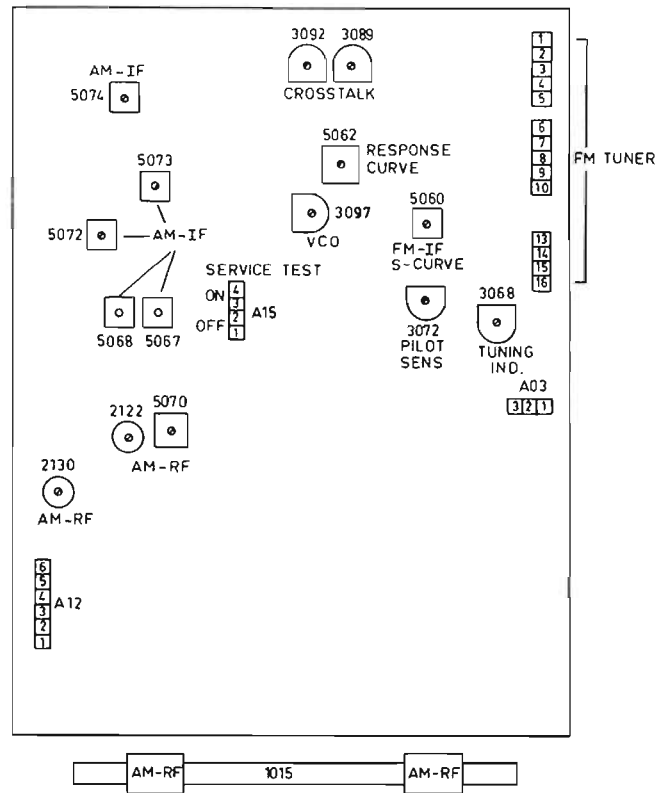 3092 3089
CROSSTALK
AM-IF
5074
5073
5072
AM-IF
5068 5067
5062
RESPONSE
CURVE
3097
VCO
5060
FM-IF
S-CURVE
SERVICE TEST
ON
OFF
4
3
2
1
A15
3072
PILOT
SENS
3068
TUNING
IND.
1
2
3
4
5
6
7
8
9
10
13
14
15
16
FM TUNER
A03
3 2 1
2122
5070
AM-RF
2130
AM-RF
6
5
4
3
2
1
A12
AM-RF 1015 AM-RF